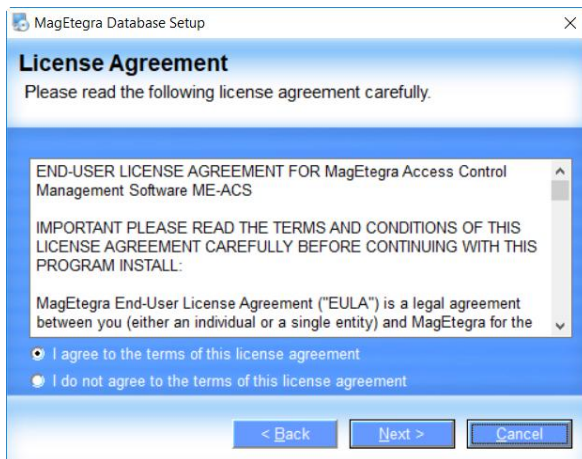 MagEtegra Database Setup
License Agreement
Please read the following license agreement carefully.
END-USER LICENSE AGREEMENT FOR MagEtegra Access Control
Management Software ME-ACS
IMPORTANT PLEASE READ THE TERMS AND CONDITIONS OF THIS
LICENSE AGREEMENT CAREFULLY BEFORE CONTINUING WITH THIS
PROGRAM INSTALL:
MagEtegra End-User License Agreement ("EULA") is a legal agreement
between you (either an individual or a single entity) and MagEtegra for the
I agree to the terms of this license agreement
I do not agree to the terms of this license agreement
< Back Next > Cancel